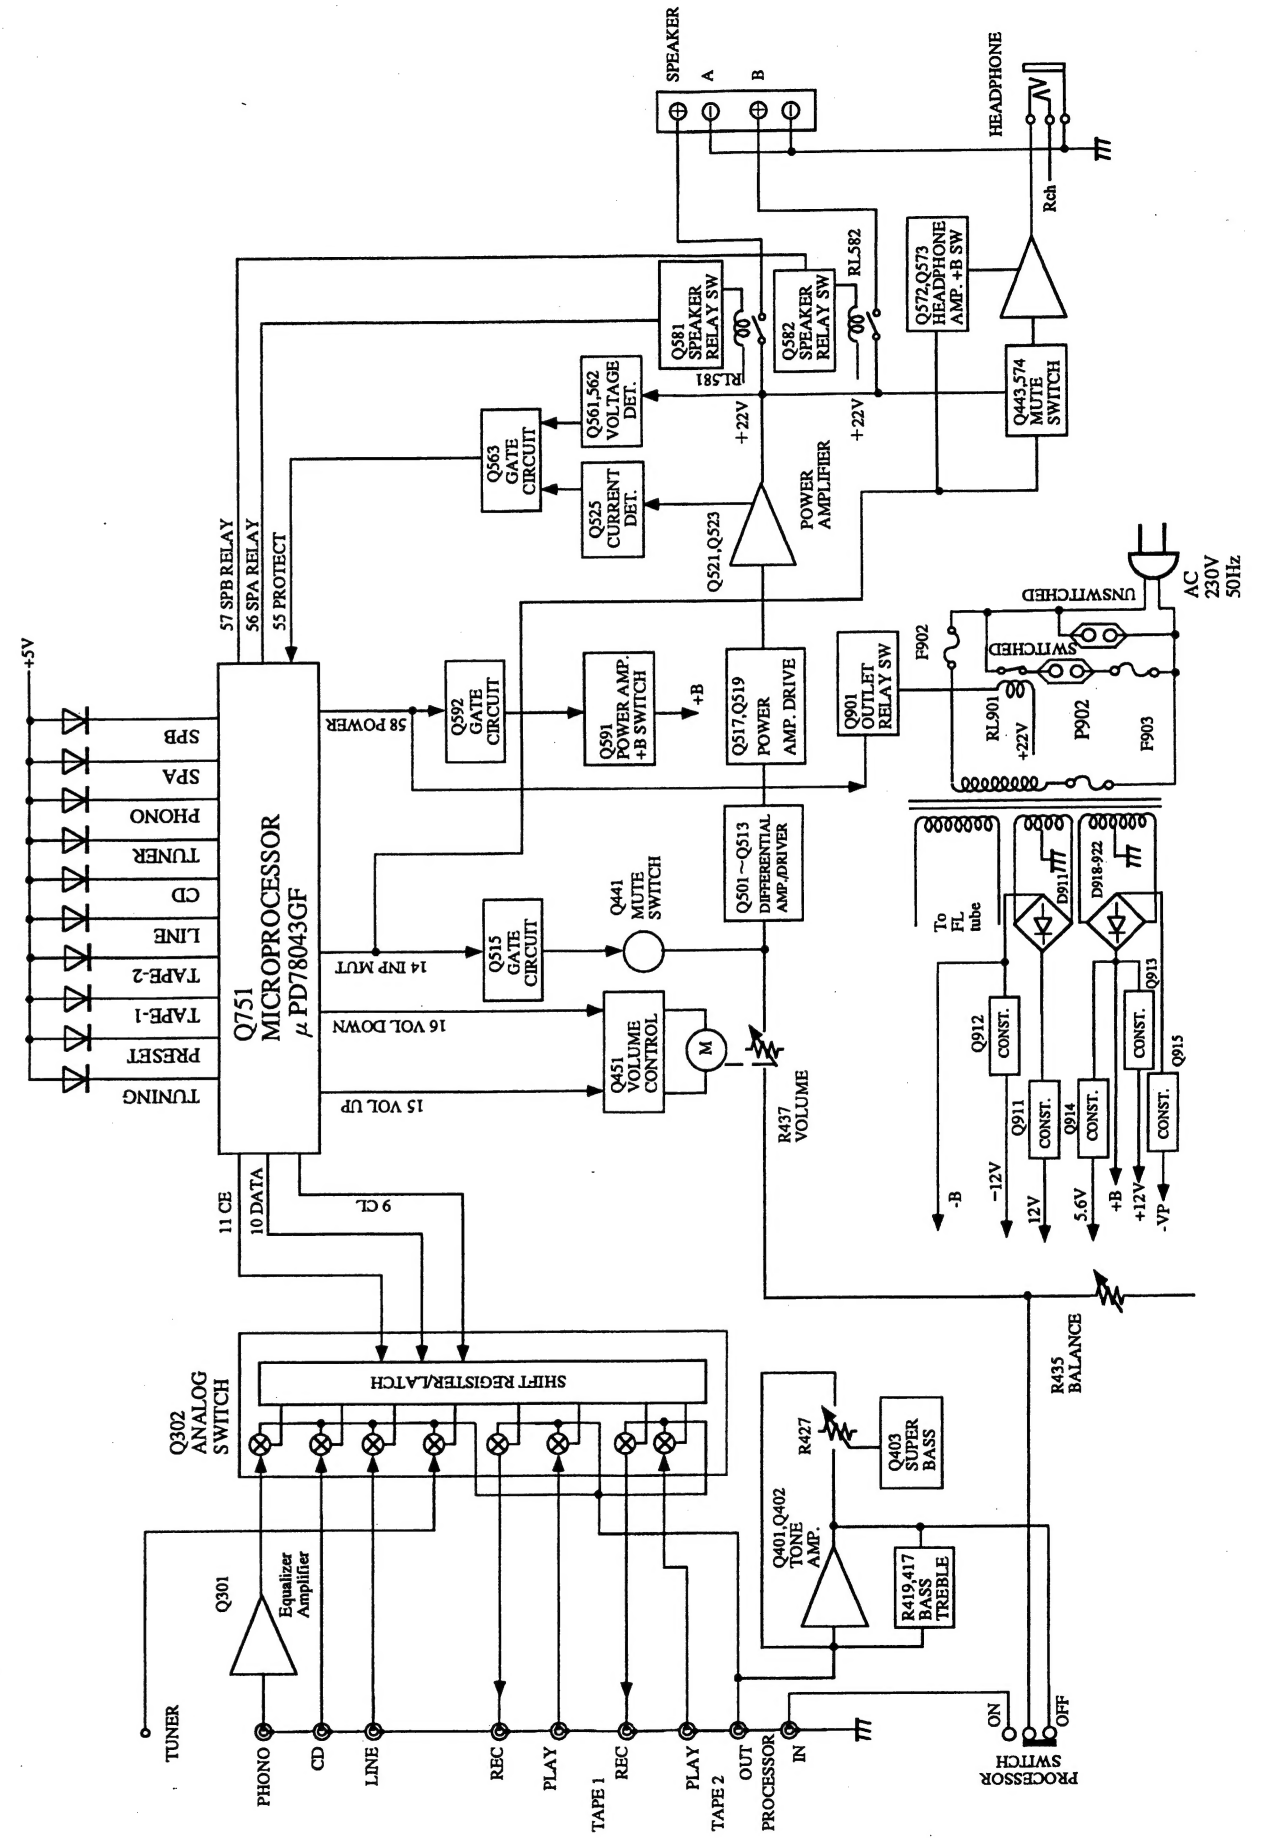 SPEAKER
A
B
HEADPHONE
Rch
Q572,Q573
HEADPHONE
AMP. +B SW
Q443,574
MUTE
SWITCH
RL582
Q582
SPEAKER
RELAY SW
Q581
SPEAKER
RELAY SW
RL581
+22V
+22V
Q561,562
VOLTAGE
DET.
Q563
GATE
CIRCUIT
Q525
CURRENT
DET.
POWER
AMPLIFIER
Q521,Q523
57 SPB RELAY
56 SPA RELAY
55 PROTECT
+5V
SPB
SPA
PHONO
TUNER
CD
LINE
TAPE-2
TAPE-1
PRESET
TUNING
Q751
MICROPROCESSOR
μ PD78043GF
58 POWER
14 INP MUT
16 VOL DOWN
15 VOL UP
11 CE
10 DATA
9 CL
Q592
GATE
CIRCUIT
Q591
POWER AMP.
+B SWITCH
+B
Q517,Q519
POWER
AMP. DRIVE
Q901
OUTLET
RELAY SW
Q501~Q513
DIFFERENTIAL
AMP./DRIVER
Q441
MUTE
SWITCH
Q515
GATE
CIRCUIT
Q451
VOLUME
CONTROL
M
R437
VOLUME
AC
230V
50Hz
UNSWITCHED
SWITCHED
F902
RL901
+22V
P902
F903
To
FL
tube
D911
D918-922
Q912
CONST.
Q911
CONST.
Q914
CONST.
Q913
CONST.
Q915
CONST.
-B
-12V
12V
5.6V
+B
+12V
-VP
R435
BALANCE
Q302
ANALOG
SWITCH
SHIFT REGISTER/LATCH
Q301
Equalizer
Amplifier
R427
Q403
SUPER
BASS
Q401,Q402
TONE
AMP.
R419,417
BASS
TREBLE
TUNER
PHONO
CD
LINE
REC
PLAY
TAPE 1
REC
PLAY
TAPE 2
OUT
PROCESSOR
IN
ON
OFF
PROCESSOR
SWITCH